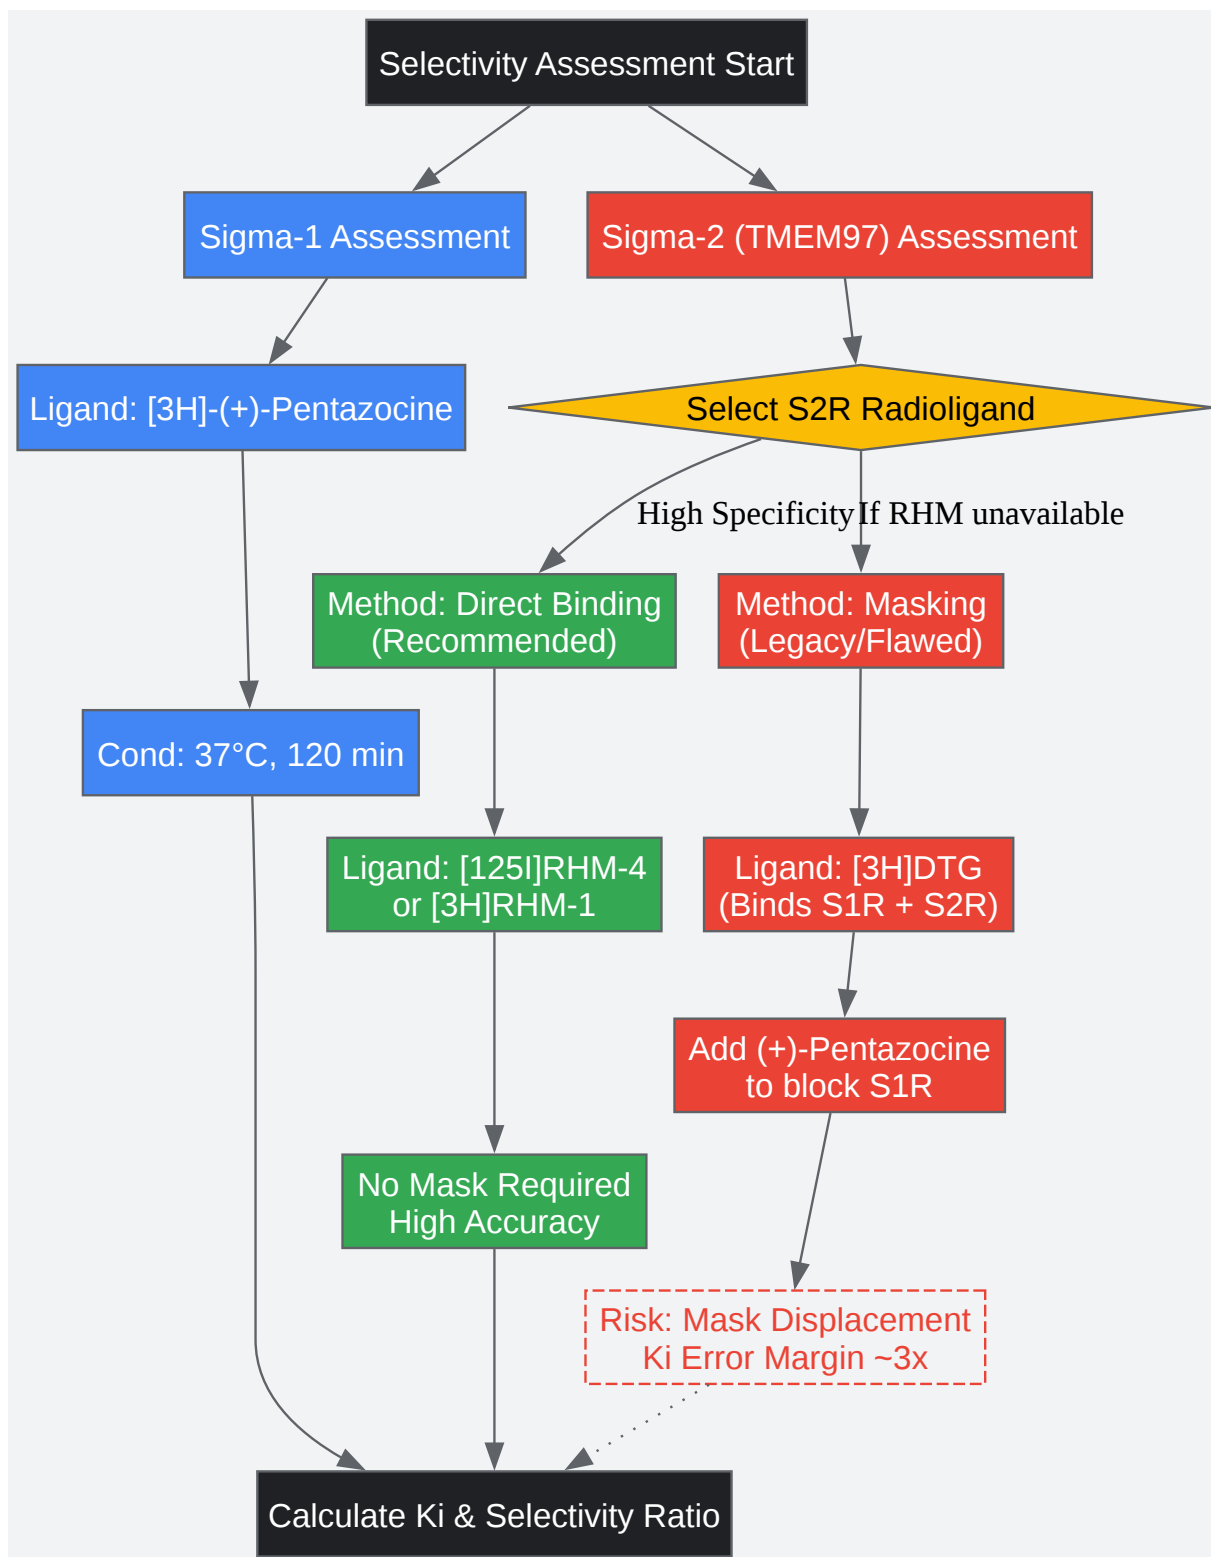 Selectivity Assessment Start
Sigma-1 Assessment
Sigma-2 (TMEM97) Assessment
Ligand: [3H]-(+)-Pentazocine
Select S2R Radioligand
High Specificity
If RHM unavailable
Method: Direct Binding
(Recommended)
Method: Masking
(Legacy/Flawed)
Cond: 37°C, 120 min
Ligand: [125I]RHM-4
or [3H]RHM-1
Ligand: [3H]DTG
(Binds S1R + S2R)
Add (+)-Pentazocine
to block S1R
No Mask Required
High Accuracy
Risk: Mask Displacement
Ki Error Margin ~3x
Calculate Ki & Selectivity Ratio